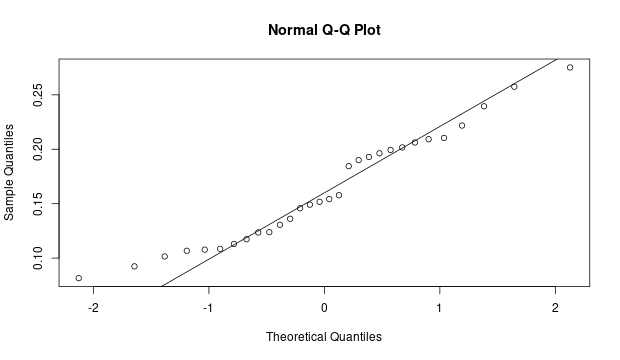 Normal Q-Q Plot
Sample Quantiles
0.25
0.20
0.15
0.10
-2 -1 0 1 2
Theoretical Quantiles